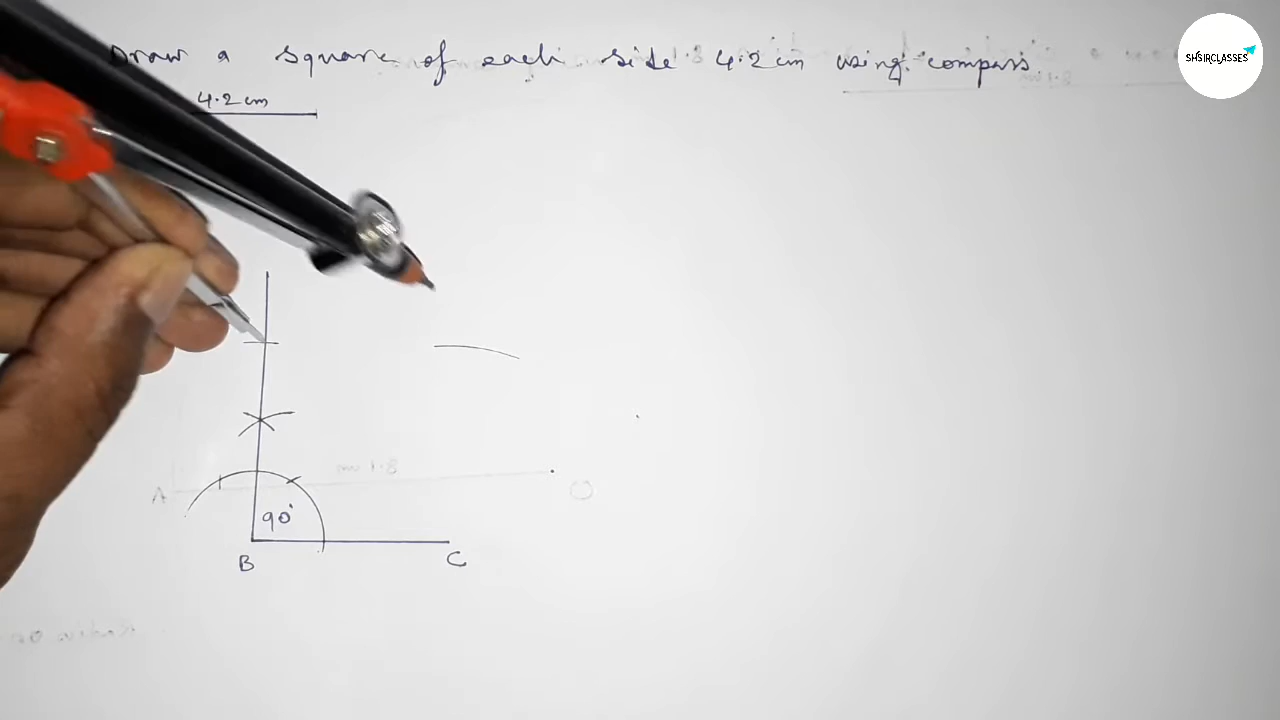 Draw a square of each side 4.2 cm using compass
SHSIRCLASSES
4.2 cm
90°
B C